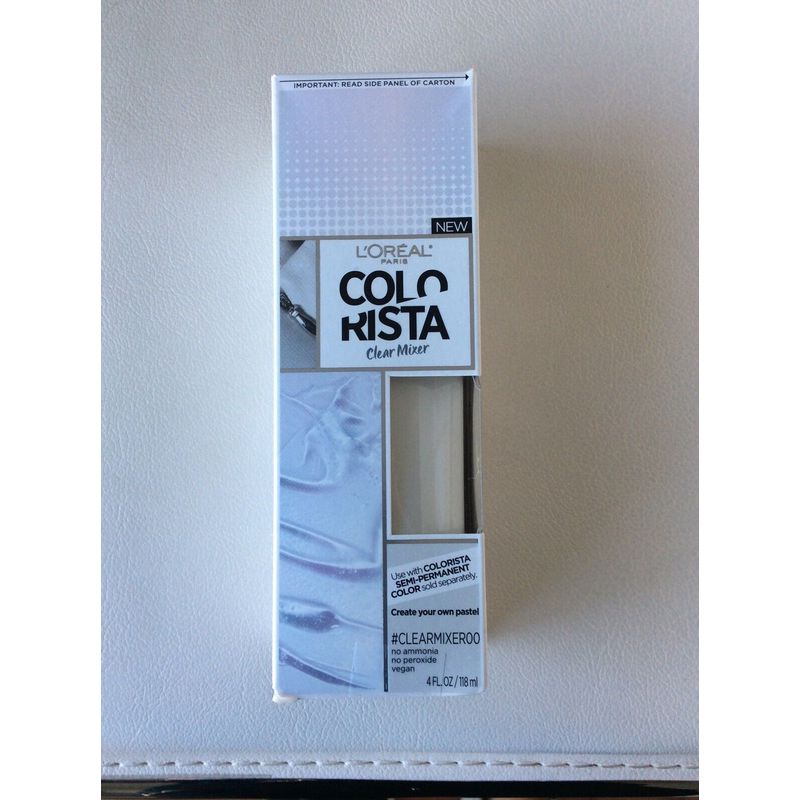 IMPORTANT: READ SIDE PANEL OF CARTON
NEW
L'ORÉAL®
PARIS
COLO
RISTA
Clear Mixer
Use with COLORISTA
SEMI-PERMANENT
COLOR sold separately.
Create your own pastel
#CLEARMIXER00
no ammonia
no peroxide
vegan
4 FL. OZ / 118 ml